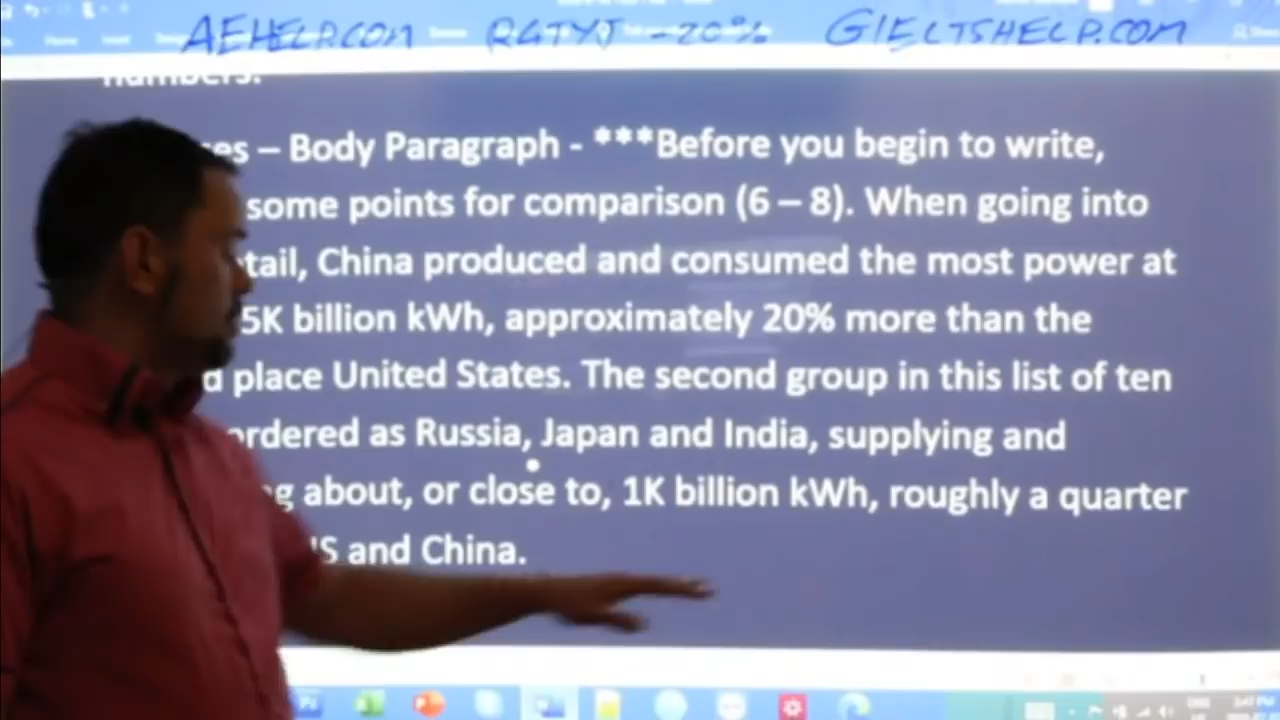 AEHELP.COM R4TYJ -20% GIELTSHELP.COM
numbers.
es – Body Paragraph - ***Before you begin to write,
some points for comparison (6 – 8). When going into
tail, China produced and consumed the most power at
5K billion kWh, approximately 20% more than the
d place United States. The second group in this list of ten
ordered as Russia, Japan and India, supplying and
g about, or close to, 1K billion kWh, roughly a quarter
US and China.